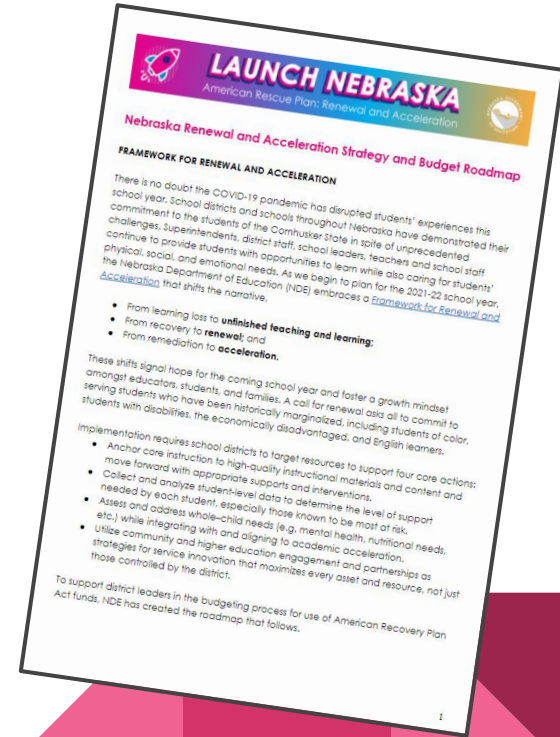 LAUNCH NEBRASKA
American Rescue Plan: Renewal and Acceleration
Nebraska Renewal and Acceleration Strategy and Budget Roadmap
FRAMEWORK FOR RENEWAL AND ACCELERATION
There is no doubt the COVID-19 pandemic has disrupted students' experiences this
school year. School districts and schools throughout Nebraska have demonstrated their
commitment to the students of the Cornhusker State in spite of unprecedented
challenges. Superintendents, district staff, school leaders, teachers and school staff
continue to provide students with opportunities to learn while also caring for students'
physical, social, and emotional needs. As we begin to plan for the 2021-22 school year,
the Nebraska Department of Education (NDE) embraces a Framework for Renewal and
Acceleration that shifts the narrative.
• From learning loss to unfinished teaching and learning;
• From recovery to renewal; and
• From remediation to acceleration.
These shifts signal hope for the coming school year and foster a growth mindset
amongst educators, students, and families. A call for renewal asks all to commit to
serving students who have been historically marginalized, including students of color,
students with disabilities, the economically disadvantaged, and English learners.
Implementation requires school districts to target resources to support four core actions:
• Anchor core instruction to high-quality instructional materials and content and
move forward with appropriate supports and interventions.
• Collect and analyze student-level data to determine the level of support
needed by each student, especially those known to be most at risk.
• Assess and address whole-child needs (e.g. mental health, nutritional needs,
etc.) while integrating with and aligning to academic acceleration.
• Utilize community and higher education engagement and partnerships as
strategies for service innovation that maximizes every asset and resource, not just
those controlled by the district.
To support district leaders in the budgeting process for use of American Recovery Plan
Act funds, NDE has created the roadmap that follows.
1